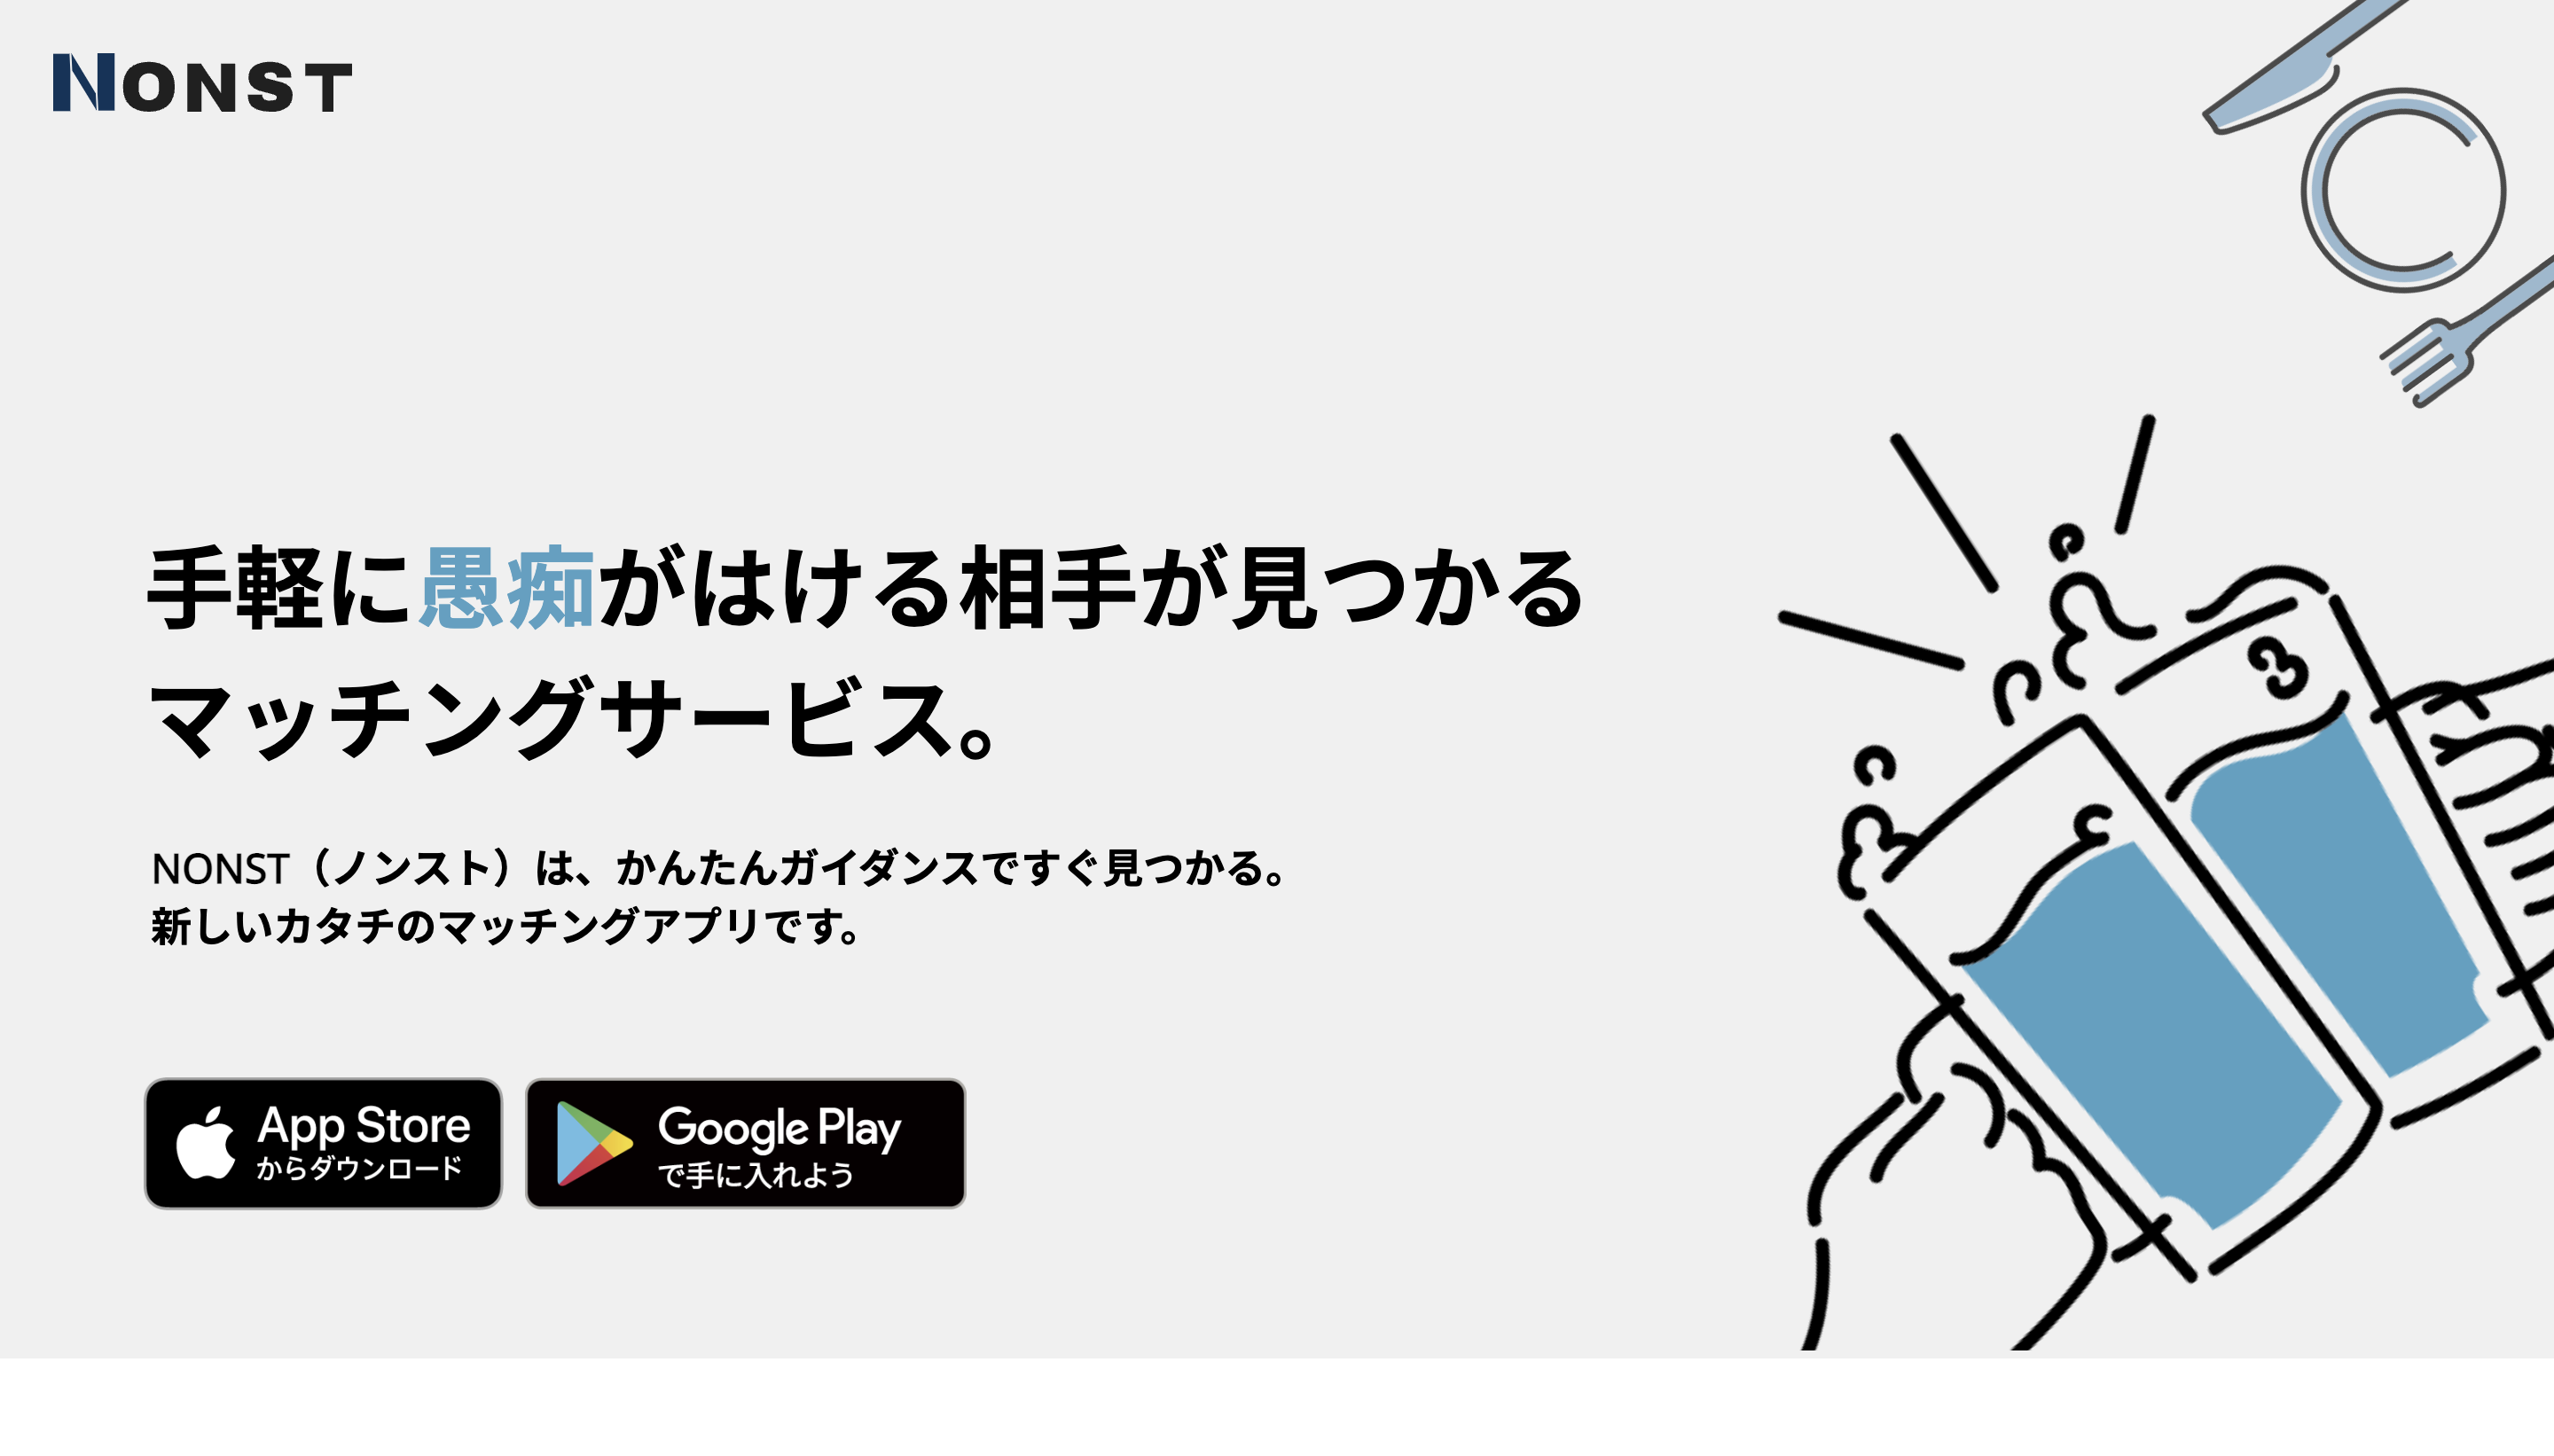 NONST
手軽に愚痴がはける相手が見つかる
マッチングサービス。
NONST（ノンスト）は、かんたんガイダンスですぐ見つかる。
新しいカタチのマッチングアプリです。
App Store
からダウンロード
Google Play
で手に入れよう